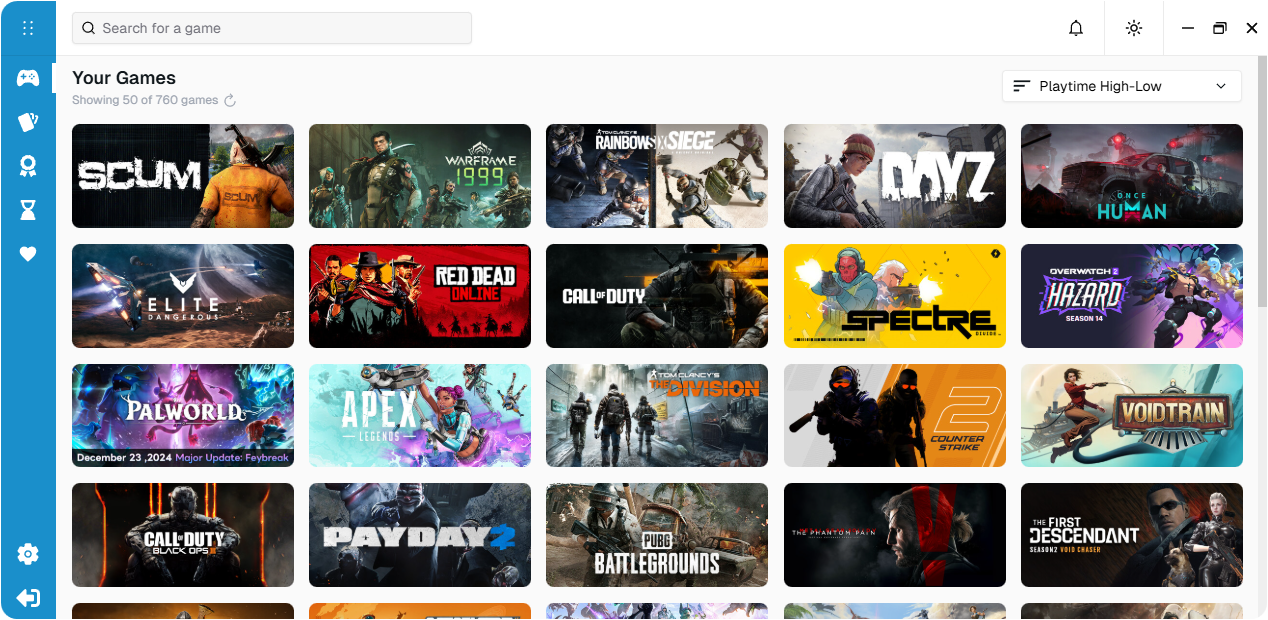 Search for a game
Your Games
Showing 50 of 760 games
Playtime High-Low
SCUM
SCUM
WARFRAME
1999
TOM CLANCY'S
RAINBOW SIX SIEGE
DAYZ
ONCE
HUMAN
ELITE
DANGEROUS
RED DEAD
ONLINE
CALL OF DUTY
SPECTRE
DIVIDE
OVERWATCH 2
HAZARD
SEASON 14
PALWORLD
December 23 ,2024 Major Update: Feybreak
APEX
LEGENDS
TOM CLANCY'S
THE DIVISION
2
COUNTER
STRIKE
VOIDTRAIN
CALL OF DUTY
BLACK OPS III
PAYDAY 2
PUBG
BATTLEGROUNDS
THE PHANTOM PAIN
THE FIRST
DESCENDANT
SEASON2 VOID CHASER